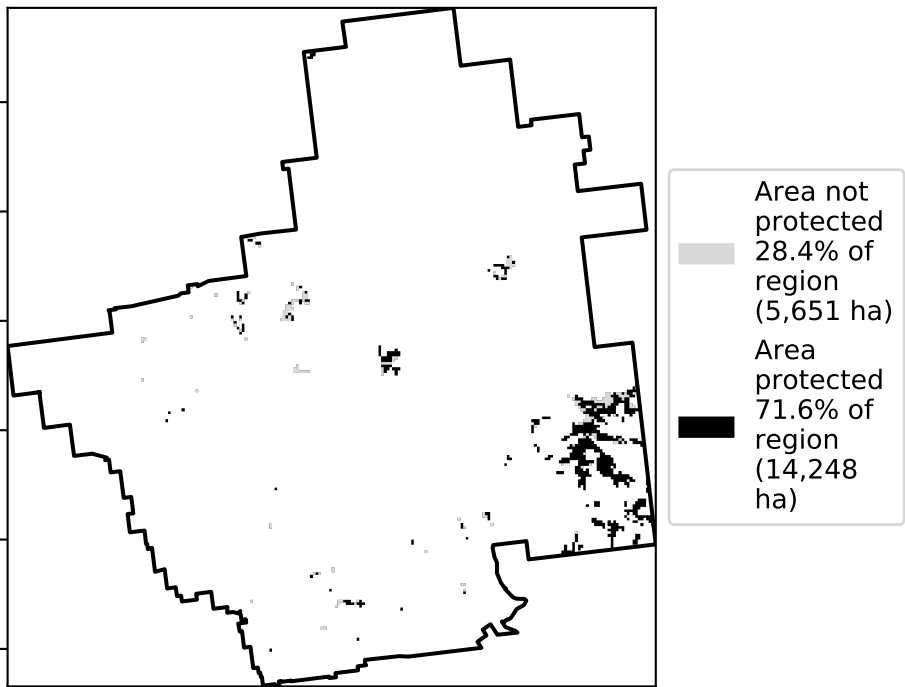 Area not
protected
28.4% of
region
(5,651 ha)
Area
protected
71.6% of
region
(14,248
ha)